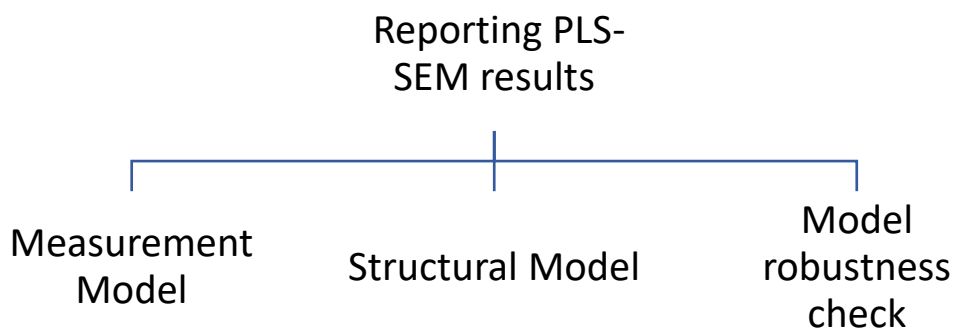 Reporting PLS-
SEM results
Measurement
Model
Structural Model
Model
robustness
check